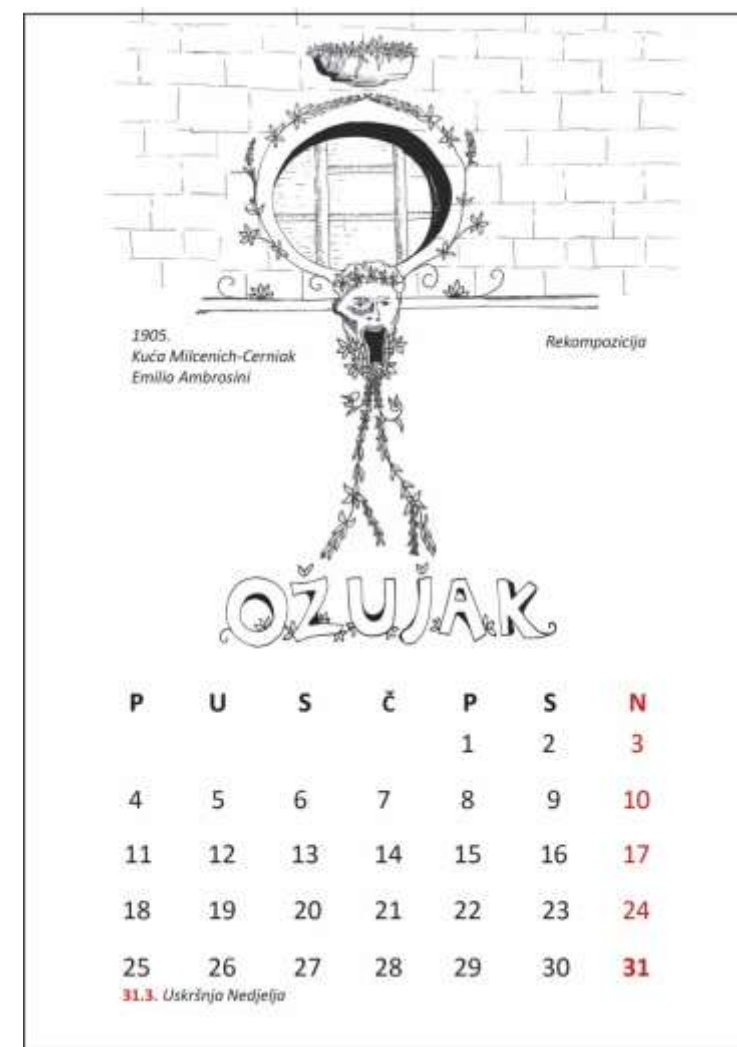 1905.
Kuća Milcenich-Cerniak
Emilio Ambrosini
Rekompozicija
OŽUJAK
P U S Č P S N
1 2 3
4 5 6 7 8 9 10
11 12 13 14 15 16 17
18 19 20 21 22 23 24
25 26 27 28 29 30 31
31.3. Uskršnja Nedjelja